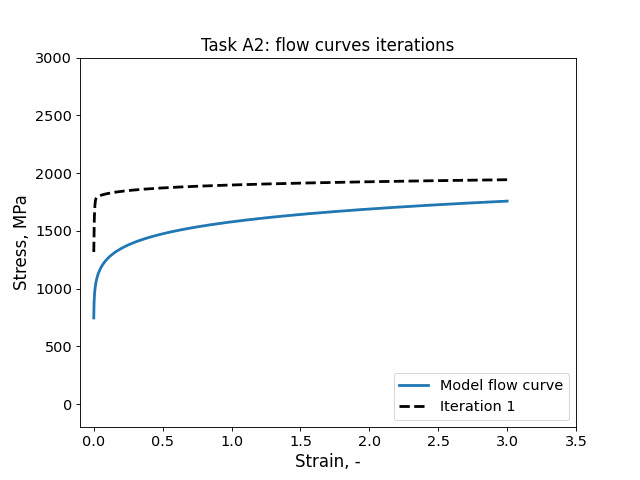 Task A2: flow curves iterations
3000
2500
2000
1500
1000
500
0
Stress, MPa
0.0 0.5 1.0 1.5 2.0 2.5 3.0 3.5
Strain, -
Model flow curve
Iteration 1